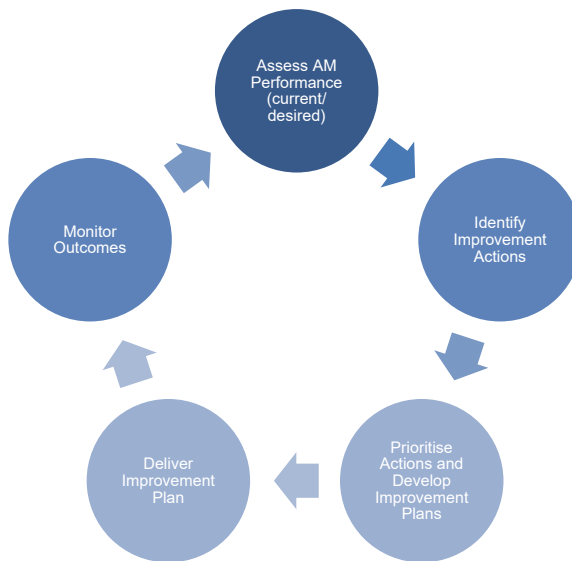 Assess AM
Performance
(current/
desired)
Identify
Improvement
Actions
Prioritise
Actions and
Develop
Improvement
Plans
Deliver
Improvement
Plan
Monitor
Outcomes